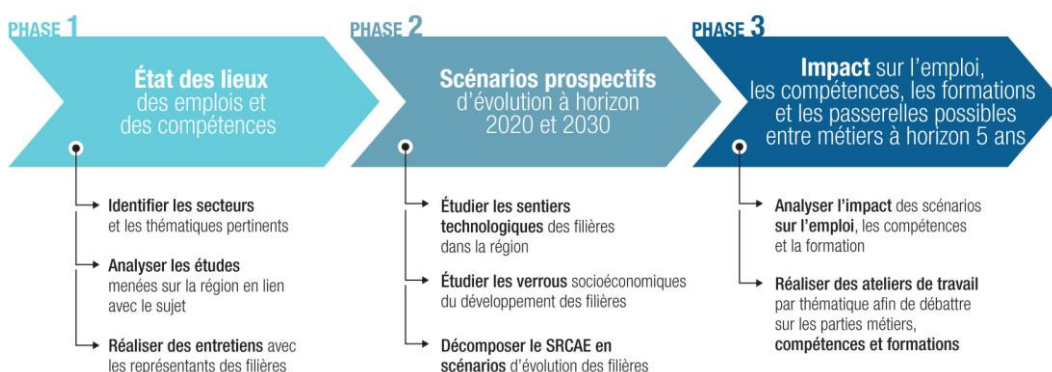 PHASE 1
État des lieux
des emplois et
des compétences
Identifier les secteurs
et les thématiques pertinents
Analyser les études
menées sur la région en lien
avec le sujet
Réaliser des entretiens avec
les représentants des filières
PHASE 2
Scénarios prospectifs
d'évolution à horizon
2020 et 2030
Étudier les sentiers
technologiques des filières
dans la région
Étudier les verrous socioéconomiques
du développement des filières
Décomposer le SRCAE en
scénarios d'évolution des filières
PHASE 3
Impact sur l'emploi,
les compétences, les formations
et les passerelles possibles
entre métiers à horizon 5 ans
Analyser l'impact des scénarios
sur l'emploi, les compétences
et la formation
Réaliser des ateliers de travail
par thématique afin de débattre
sur les parties métiers,
compétences et formations